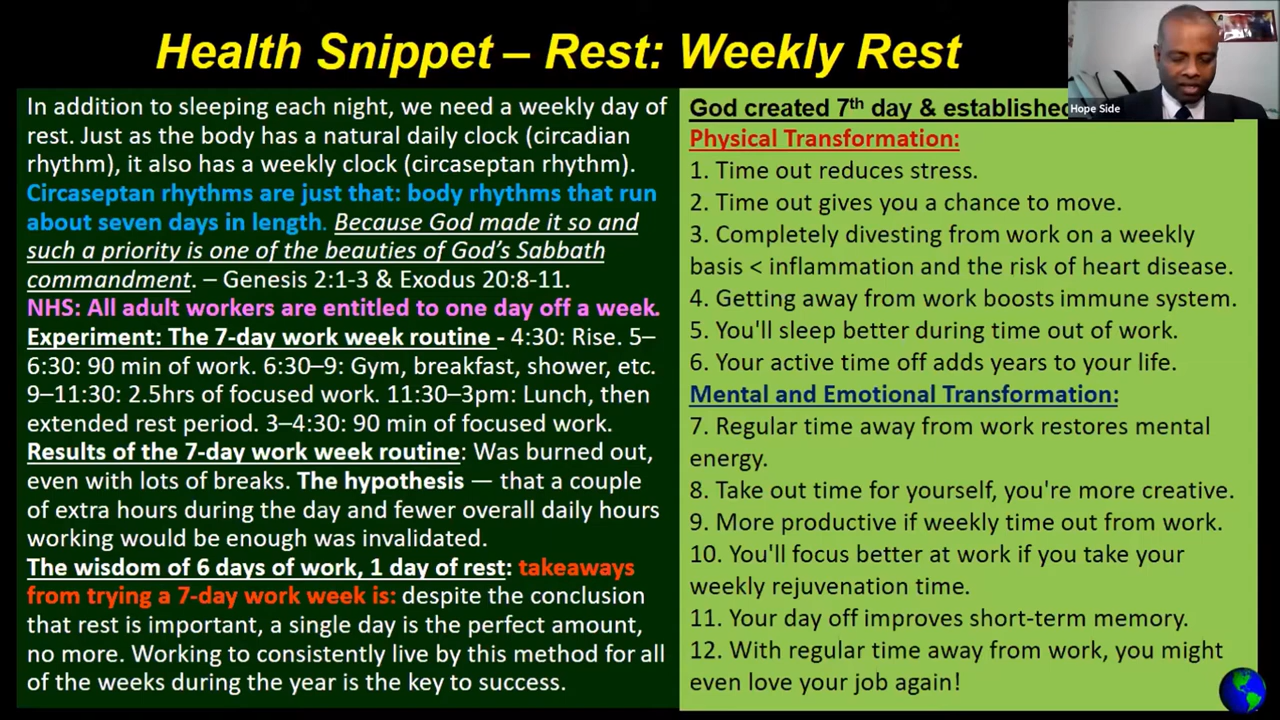 Health Snippet – Rest: Weekly Rest
In addition to sleeping each night, we need a weekly day of
rest. Just as the body has a natural daily clock (circadian
rhythm), it also has a weekly clock (circaseptan rhythm).
Circaseptan rhythms are just that: body rhythms that run
about seven days in length. Because God made it so and
such a priority is one of the beauties of God's Sabbath
commandment. – Genesis 2:1-3 & Exodus 20:8-11.
NHS: All adult workers are entitled to one day off a week.
Experiment: The 7-day work week routine - 4:30: Rise. 5–
6:30: 90 min of work. 6:30–9: Gym, breakfast, shower, etc.
9–11:30: 2.5hrs of focused work. 11:30–3pm: Lunch, then
extended rest period. 3–4:30: 90 min of focused work.
Results of the 7-day work week routine: Was burned out,
even with lots of breaks. The hypothesis — that a couple
of extra hours during the day and fewer overall daily hours
working would be enough was invalidated.
The wisdom of 6 days of work, 1 day of rest: takeaways
from trying a 7-day work week is: despite the conclusion
that rest is important, a single day is the perfect amount,
no more. Working to consistently live by this method for all
of the weeks during the year is the key to success.
God created 7th day & established
Physical Transformation:
1. Time out reduces stress.
2. Time out gives you a chance to move.
3. Completely divesting from work on a weekly
basis < inflammation and the risk of heart disease.
4. Getting away from work boosts immune system.
5. You'll sleep better during time out of work.
6. Your active time off adds years to your life.
Mental and Emotional Transformation:
7. Regular time away from work restores mental
energy.
8. Take out time for yourself, you're more creative.
9. More productive if weekly time out from work.
10. You'll focus better at work if you take your
weekly rejuvenation time.
11. Your day off improves short-term memory.
12. With regular time away from work, you might
even love your job again!
Hope Side